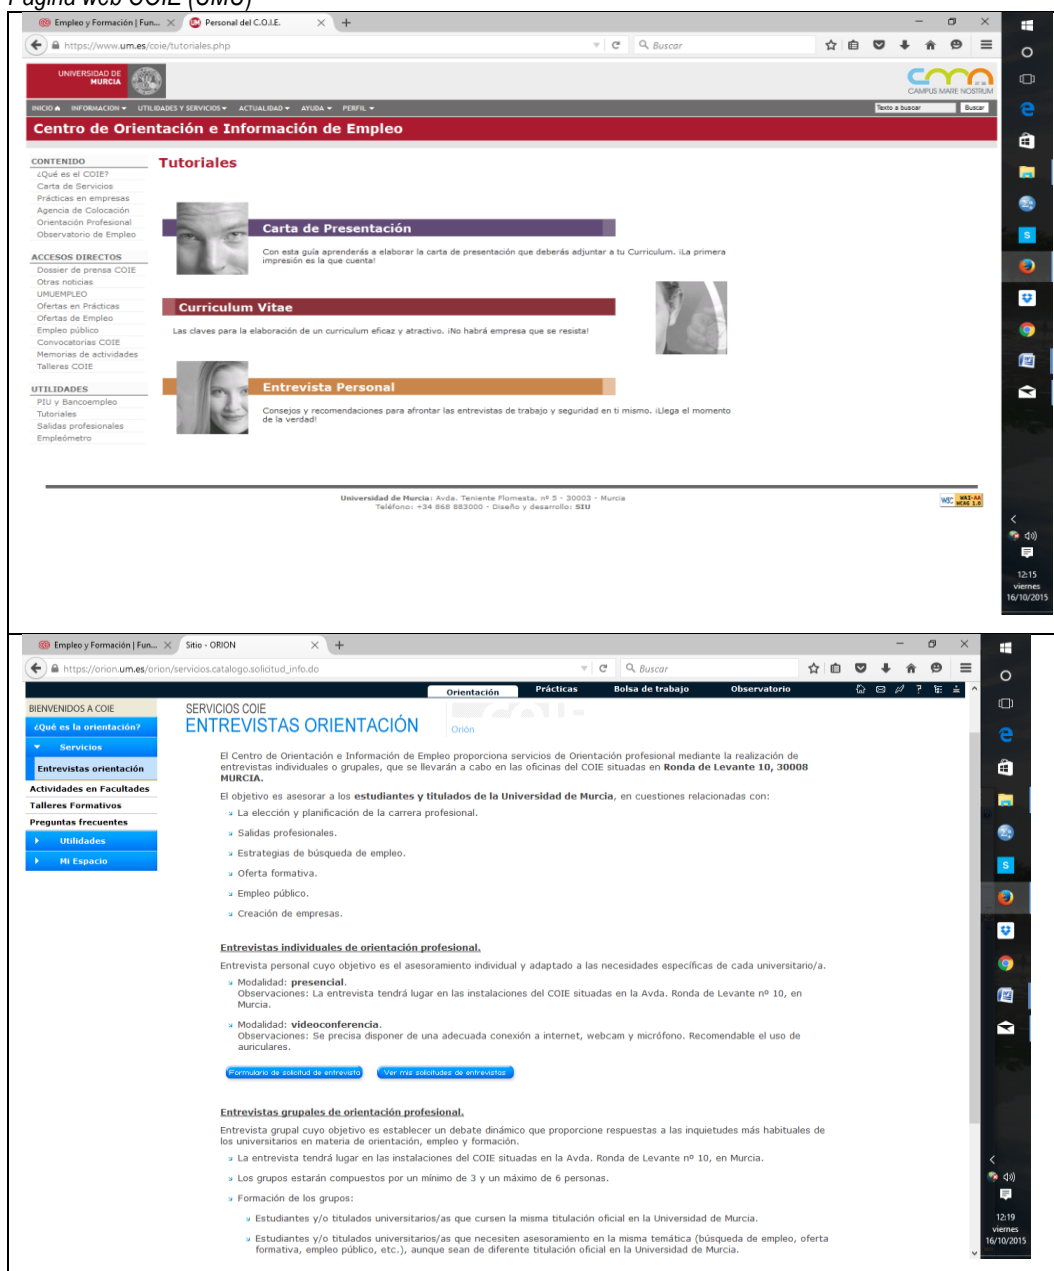 Página web COIE (UMU)
Empleo y Formación | Fun...
Personal del C.O.I.E.
https://www.um.es/coie/tutoriales.php
Buscar
UNIVERSIDAD DE
MURCIA
CAMPUS MARE NOSTRUM
INICIO INFORMACION UTILIDADES Y SERVICIOS ACTUALIDAD AYUDA PERFIL
Texto a buscar Buscar
Centro de Orientación e Información de Empleo
CONTENIDO
¿Qué es el COIE?
Carta de Servicios
Prácticas en empresas
Agencia de Colocación
Orientación Profesional
Observatorio de Empleo
ACCESOS DIRECTOS
Dossier de prensa COIE
Otras noticias
UMUEMPLEO
Ofertas en Prácticas
Ofertas de Empleo
Empleo público
Convocatorias COIE
Memorias de actividades
Talleres COIE
UTILIDADES
PIU y Bancoempleo
Tutoriales
Salidas profesionales
Empleómetro
Tutoriales
Carta de Presentación
Con esta guía aprenderás a elaborar la carta de presentación que deberás adjuntar a tu Curriculum. ¡La primera
impresión es la que cuenta!
Curriculum Vitae
Las claves para la elaboración de un curriculum eficaz y atractivo. ¡No habrá empresa que se resista!
Entrevista Personal
Consejos y recomendaciones para afrontar las entrevistas de trabajo y seguridad en ti mismo. ¡Llega el momento
de la verdad!
Universidad de Murcia: Avda. Teniente Flomesta, nº 5 - 30003 - Murcia
Teléfono: +34 868 883000 - Diseño y desarrollo: SIU
W3C WAI-AA
WCAG 1.0
12:15
viernes
16/10/2015
Empleo y Formación | Fun...
Sitio - ORION
https://orion.um.es/orion/servicios.catalogo.solicitud_info.do
Buscar
Orientación Prácticas Bolsa de trabajo Observatorio
BIENVENIDOS A COIE
¿Qué es la orientación?
Servicios
Entrevistas orientación
Actividades en Facultades
Talleres Formativos
Preguntas frecuentes
Utilidades
Mi Espacio
SERVICIOS COIE
ENTREVISTAS ORIENTACIÓN
COIE
Orión
El Centro de Orientación e Información de Empleo proporciona servicios de Orientación profesional mediante la realización de
entrevistas individuales o grupales, que se llevarán a cabo en las oficinas del COIE situadas en Ronda de Levante 10, 30008
MURCIA.
El objetivo es asesorar a los estudiantes y titulados de la Universidad de Murcia, en cuestiones relacionadas con:
La elección y planificación de la carrera profesional.
Salidas profesionales.
Estrategias de búsqueda de empleo.
Oferta formativa.
Empleo público.
Creación de empresas.
Entrevistas individuales de orientación profesional.
Entrevista personal cuyo objetivo es el asesoramiento individual y adaptado a las necesidades específicas de cada universitario/a.
Modalidad: presencial.
Observaciones: La entrevista tendrá lugar en las instalaciones del COIE situadas en la Avda. Ronda de Levante nº 10, en
Murcia.
Modalidad: videoconferencia.
Observaciones: Se precisa disponer de una adecuada conexión a internet, webcam y micrófono. Recomendable el uso de
auriculares.
Formulario de solicitud de entrevista Ver mis solicitudes de entrevistas
Entrevistas grupales de orientación profesional.
Entrevista grupal cuyo objetivo es establecer un debate dinámico que proporcione respuestas a las inquietudes más habituales de
los universitarios en materia de orientación, empleo y formación.
La entrevista tendrá lugar en las instalaciones del COIE situadas en la Avda. Ronda de Levante nº 10, en Murcia.
Los grupos estarán compuestos por un mínimo de 3 y un máximo de 6 personas.
Formación de los grupos:
Estudiantes y/o titulados universitarios/as que cursen la misma titulación oficial en la Universidad de Murcia.
Estudiantes y/o titulados universitarios/as que necesiten asesoramiento en la misma temática (búsqueda de empleo, oferta
formativa, empleo público, etc.), aunque sean de diferente titulación oficial en la Universidad de Murcia.
12:19
viernes
16/10/2015